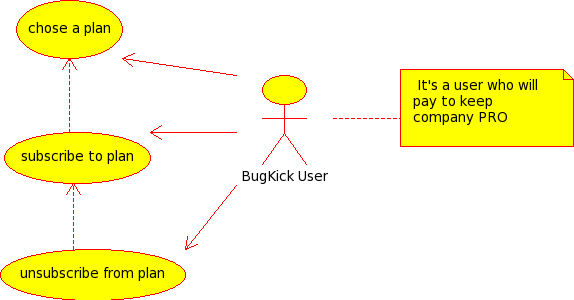 chose a plan
It's a user who will
pay to keep
company PRO
subscribe to plan
BugKick User
unsubscribe from plan